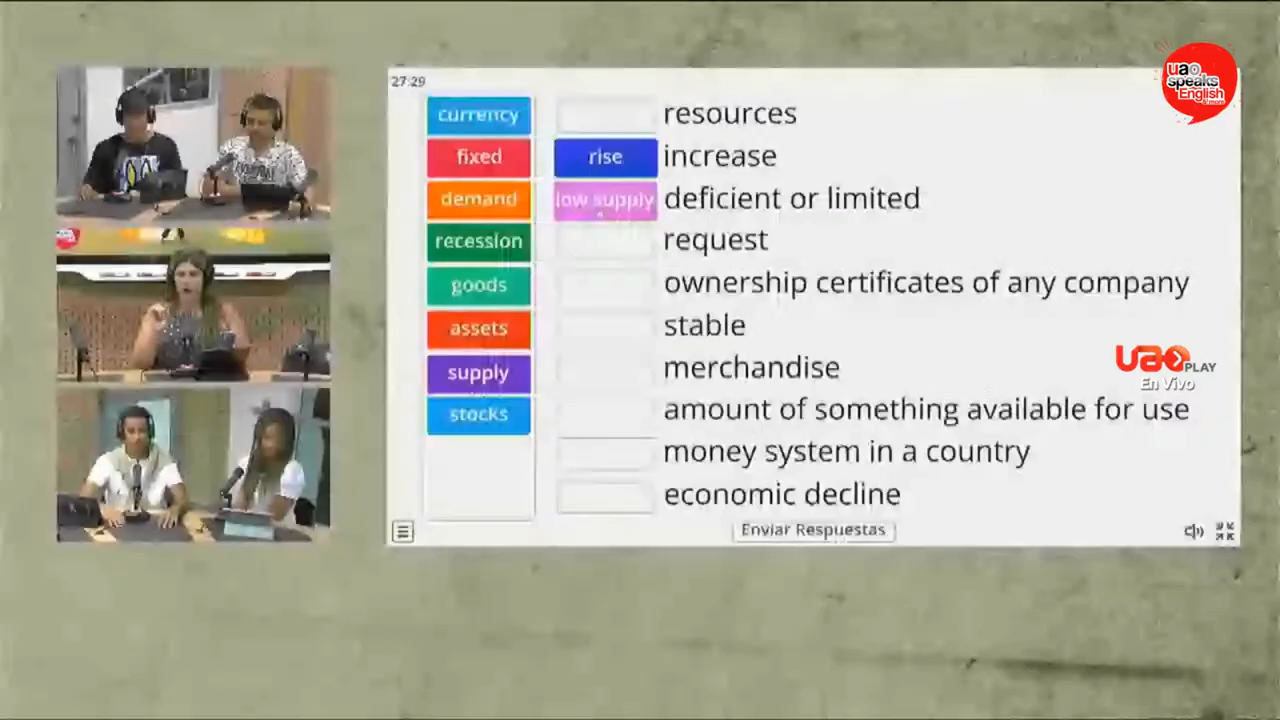 uao
speaks
English
& more
27:29
currency
resources
fixed
rise
increase
demand
low supply
deficient or limited
recession
request
goods
ownership certificates of any company
assets
stable
supply
merchandise
stocks
amount of something available for use
money system in a country
economic decline
Enviar Respuestas
uao PLAY
En Vivo